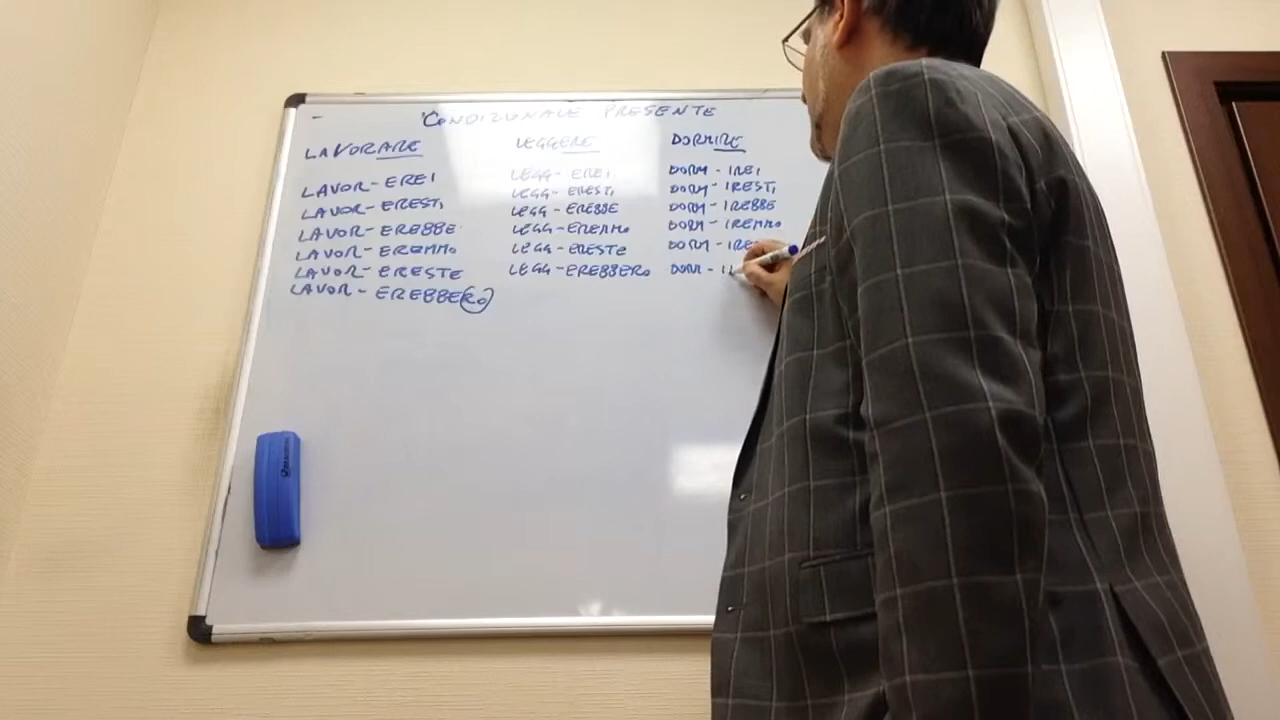 CONDIZIONALE PRESENTE
LAVORARE
LAVOR-EREI
LAVOR-ERESTI
LAVOR-EREBBE
LAVOR-EREMMO
LAVOR-ERESTE
LAVOR-EREBBERO
LEGGERE
LEGG-EREI
LEGG-ERESTI
LEGG-EREBBE
LEGG-EREMMO
LEGG-ERESTE
LEGG-EREBBERO
DORMIRE
DORM-IREI
DORM-IRESTI
DORM-IREBBE
DORM-IREMMO
DORM-IRE
DORM-I